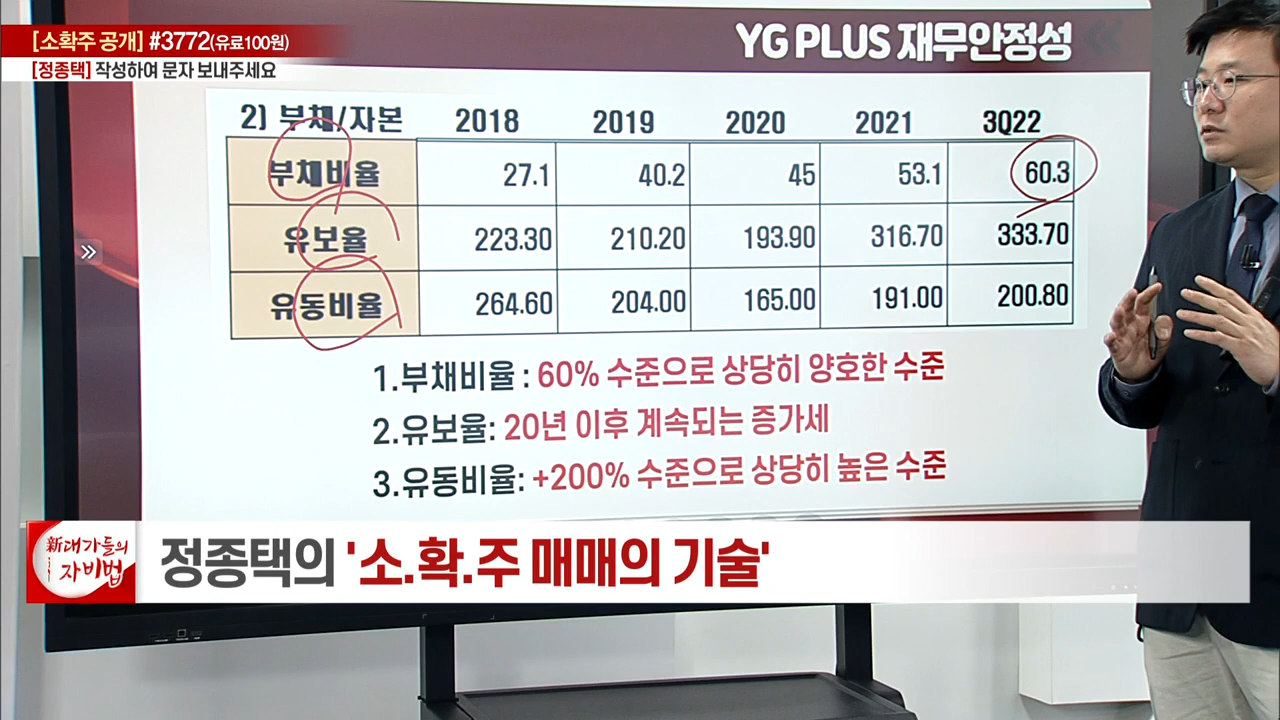 [소확주 공개] #3772(유료100원)
[정종택] 작성하여 문자 보내주세요
YG PLUS 재무안정성
2) 부채/자본 2018 2019 2020 2021 3Q22
부채비율 27.1 40.2 45 53.1 60.3
유보율 223.30 210.20 193.90 316.70 333.70
유동비율 264.60 204.00 165.00 191.00 200.80
1.부채비율 : 60% 수준으로 상당히 양호한 수준
2.유보율: 20년 이후 계속되는 증가세
3.유동비율: +200% 수준으로 상당히 높은 수준
新대가들의
자비법
정종택의 '소.확.주 매매의 기술'